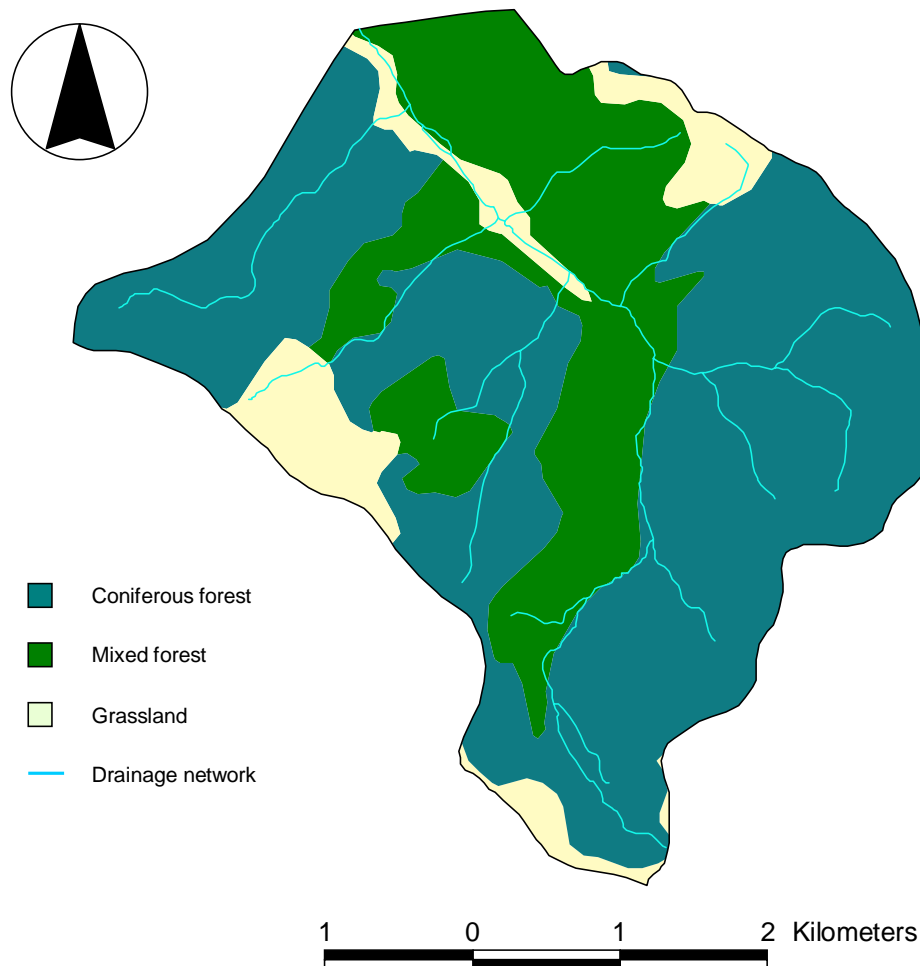 Coniferous forest
Mixed forest
Grassland
Drainage network
1 0 1 2 Kilometers